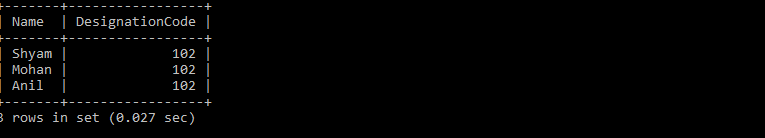 +-------+-----------------+
| Name  | DesignationCode |
+-------+-----------------+
| Shyam |             102 |
| Mohan |             102 |
| Anil  |             102 |
+-------+-----------------+
3 rows in set (0.027 sec)